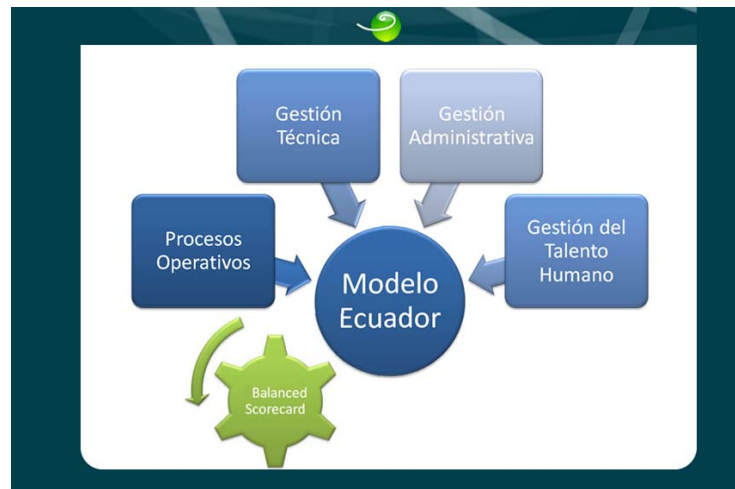 Gestión
Técnica
Gestión
Administrativa
Procesos
Operativos
Gestión del
Talento
Humano
Modelo
Ecuador
Balanced
Scorecard